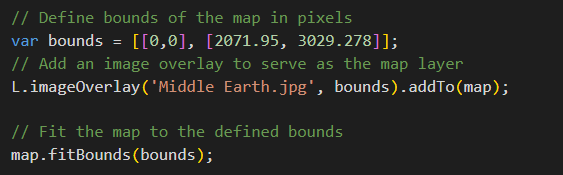 // Define bounds of the map in pixels
var bounds = [[0,0], [2071.95, 3029.278]];
// Add an image overlay to serve as the map layer
L.imageOverlay('Middle Earth.jpg', bounds).addTo(map);
// Fit the map to the defined bounds
map.fitBounds(bounds);